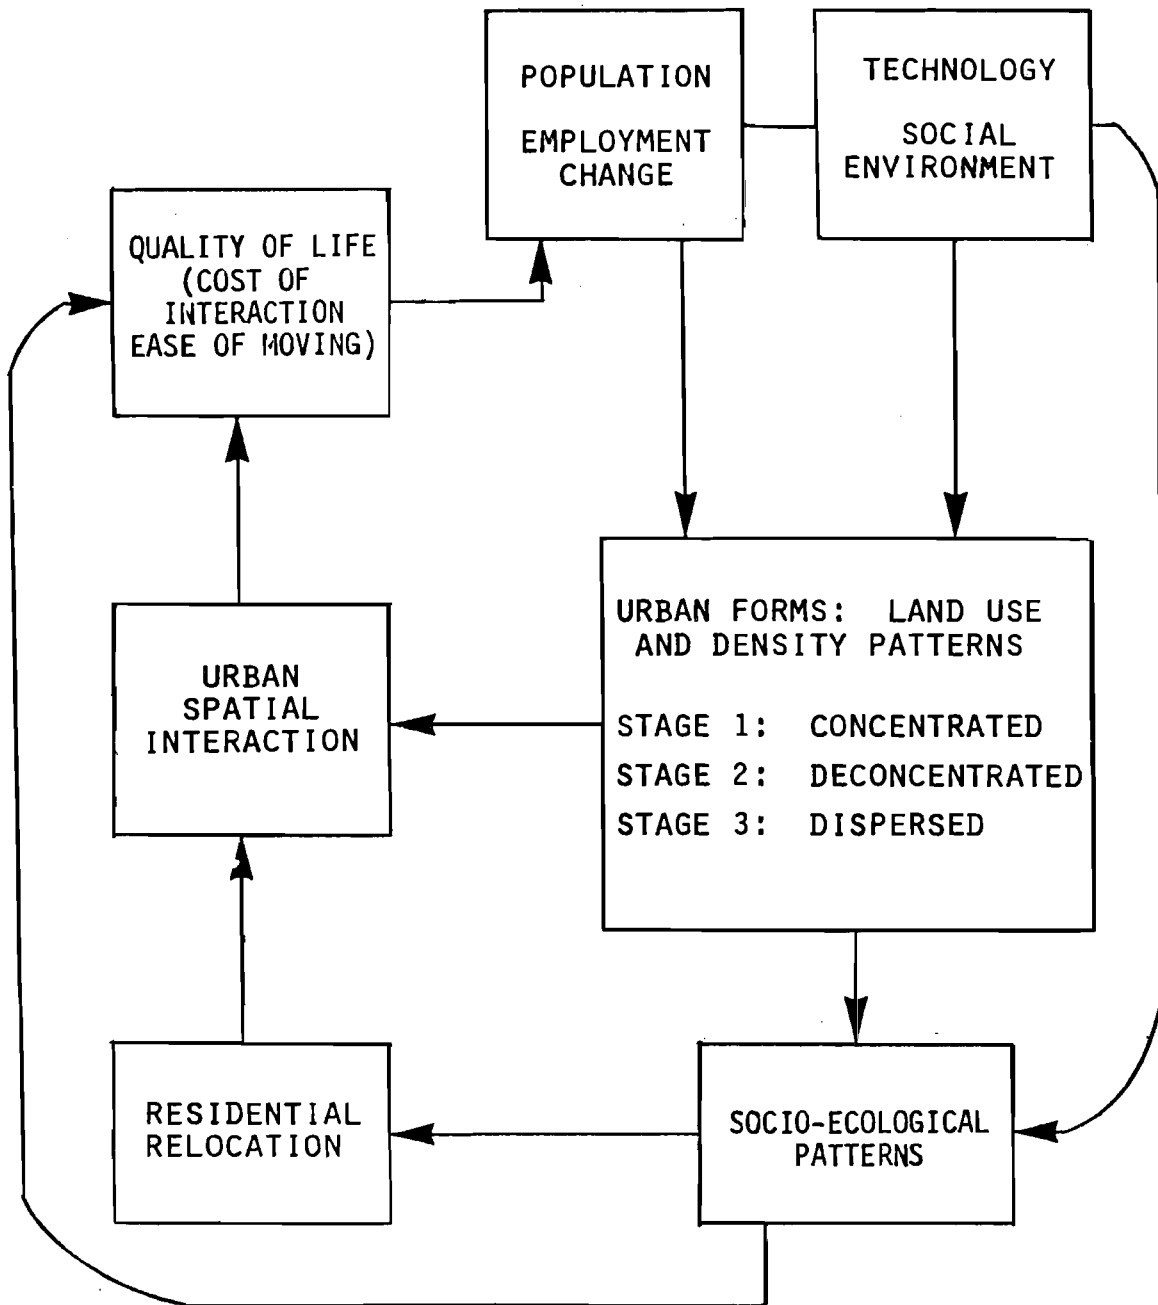 POPULATION
EMPLOYMENT
CHANGE
TECHNOLOGY
SOCIAL
ENVIRONMENT
QUALITY OF LIFE
(COST OF
INTERACTION
EASE OF MOVING)
URBAN FORMS: LAND USE
AND DENSITY PATTERNS
STAGE 1: CONCENTRATED
STAGE 2: DECONCENTRATED
STAGE 3: DISPERSED
URBAN
SPATIAL
INTERACTION
RESIDENTIAL
RELOCATION
SOCIO-ECOLOGICAL
PATTERNS